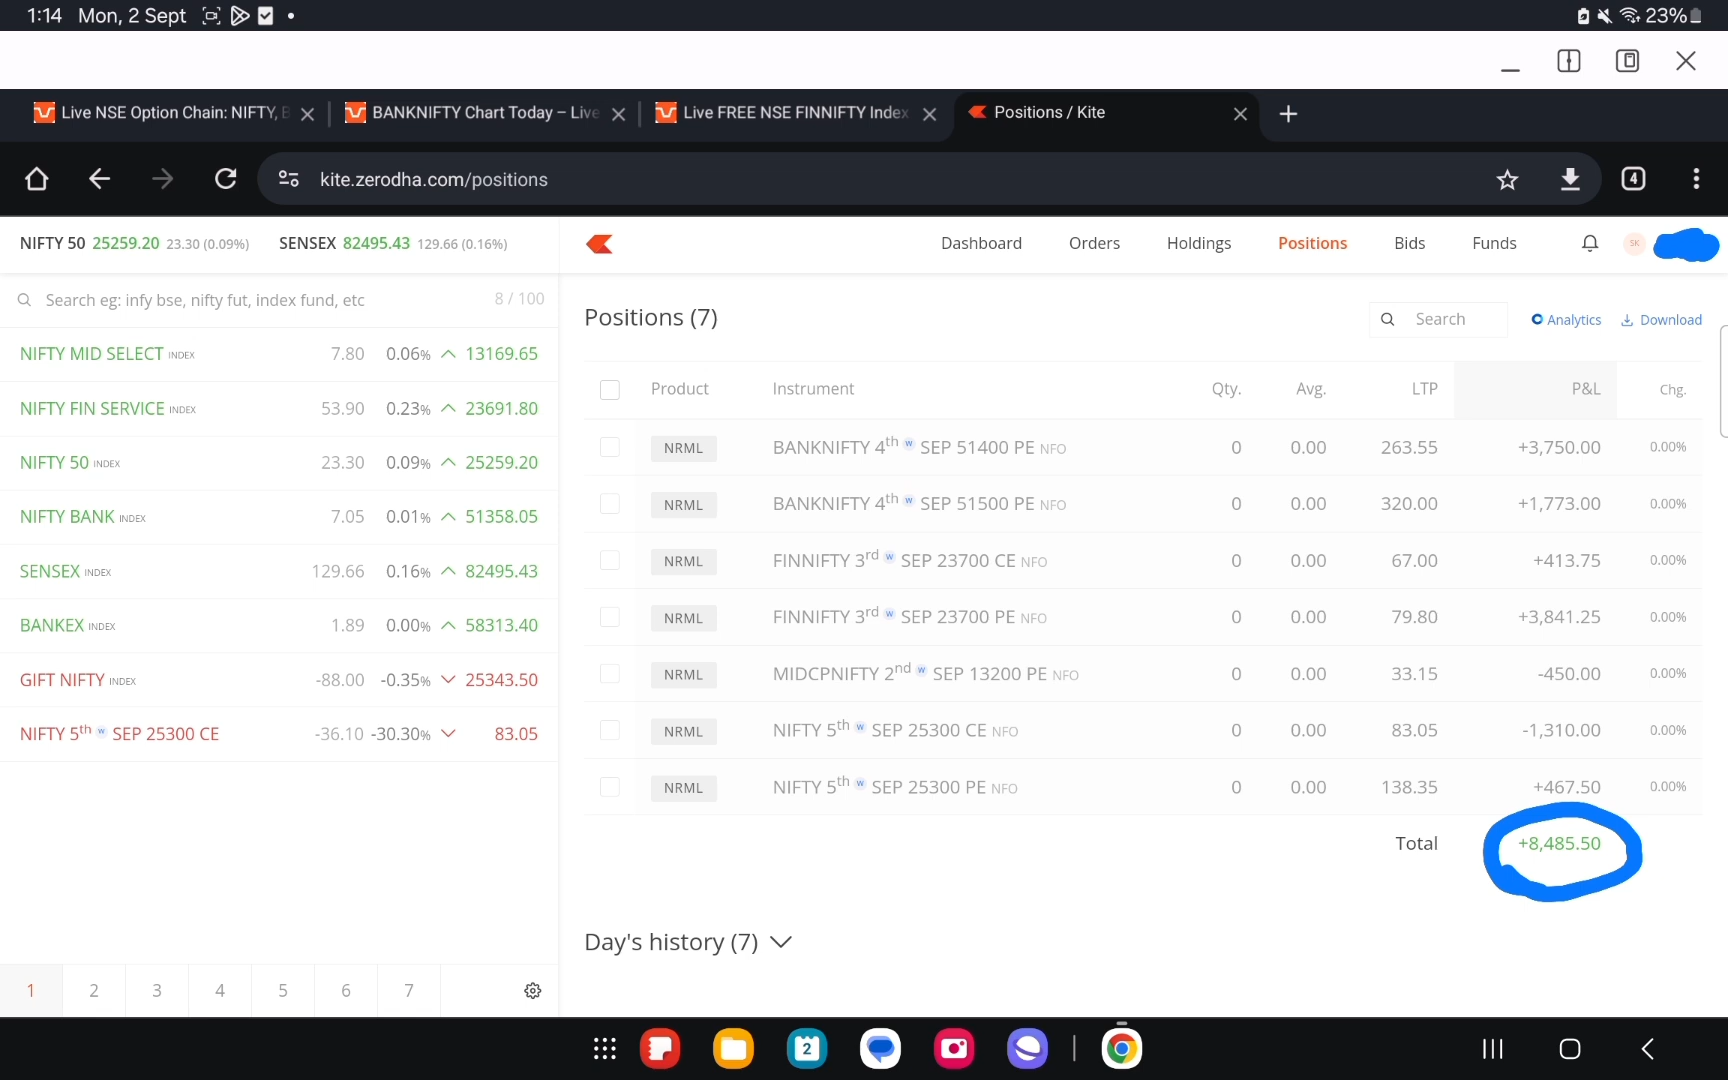 1:14 Mon, 2 Sept
23%
Live NSE Option Chain: NIFTY, B
BANKNIFTY Chart Today – Live
Live FREE NSE FINNIFTY Index
Positions / Kite
kite.zerodha.com/positions
4
NIFTY 50 25259.20 23.30 (0.09%) SENSEX 82495.43 129.66 (0.16%)
Dashboard Orders Holdings Positions Bids Funds SK
Search eg: infy bse, nifty fut, index fund, etc 8 / 100
NIFTY MID SELECT INDEX 7.80 0.06% 13169.65
NIFTY FIN SERVICE INDEX 53.90 0.23% 23691.80
NIFTY 50 INDEX 23.30 0.09% 25259.20
NIFTY BANK INDEX 7.05 0.01% 51358.05
SENSEX INDEX 129.66 0.16% 82495.43
BANKEX INDEX 1.89 0.00% 58313.40
GIFT NIFTY INDEX -88.00 -0.35% 25343.50
NIFTY 5th w SEP 25300 CE -36.10 -30.30% 83.05
1 2 3 4 5 6 7
Positions (7)
Search Analytics Download
Product Instrument Qty. Avg. LTP P&L Chg.
NRML BANKNIFTY 4th w SEP 51400 PE NFO 0 0.00 263.55 +3,750.00 0.00%
NRML BANKNIFTY 4th w SEP 51500 PE NFO 0 0.00 320.00 +1,773.00 0.00%
NRML FINNIFTY 3rd w SEP 23700 CE NFO 0 0.00 67.00 +413.75 0.00%
NRML FINNIFTY 3rd w SEP 23700 PE NFO 0 0.00 79.80 +3,841.25 0.00%
NRML MIDCPNIFTY 2nd w SEP 13200 PE NFO 0 0.00 33.15 -450.00 0.00%
NRML NIFTY 5th w SEP 25300 CE NFO 0 0.00 83.05 -1,310.00 0.00%
NRML NIFTY 5th w SEP 25300 PE NFO 0 0.00 138.35 +467.50 0.00%
Total +8,485.50
Day's history (7)
2